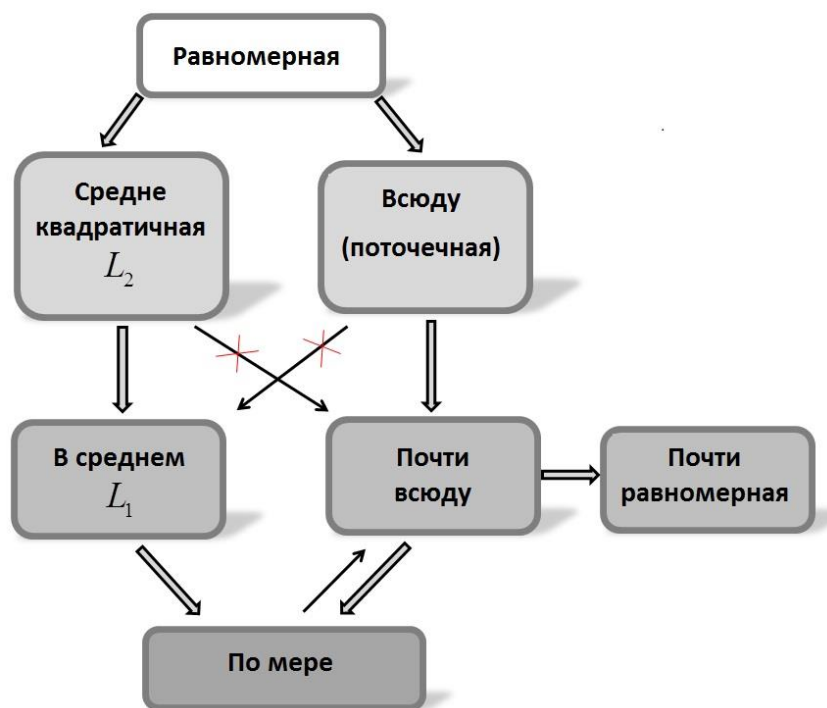 Равномерная
Средне
квадратичная
L₂
Всюду
(поточечная)
В среднем
L₁
Почти
всюду
Почти
равномерная
По мере